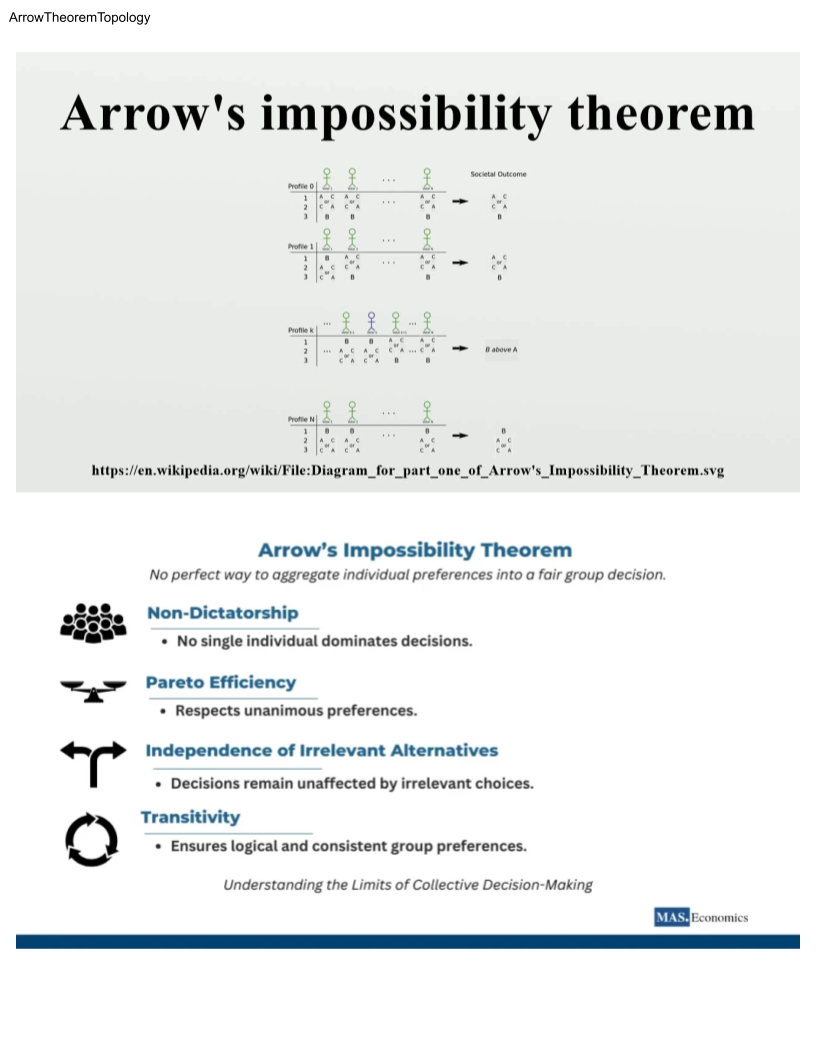 ArrowTheoremTopology
Arrow's impossibility theorem
Societal Outcome
Profile 0
1 A C A C A C A C
or or ... or or
2 C A C A ... C A C A
3 B B B B
Profile 1
...
1 B A C A C A C
or or or
2 A C C A ... C A C A
or
3 C A B B B
Profile k
... ...
1 B B A C A C
or or
2 ... A C A C C A ... C A B above A
or or
3 C A C A B B
Profile N
...
1 B B B B
2 A C A C ... A C A C
or or or or
3 C A C A C A C A
https://en.wikipedia.org/wiki/File:Diagram_for_part_one_of_Arrow's_Impossibility_Theorem.svg
Arrow's Impossibility Theorem
No perfect way to aggregate individual preferences into a fair group decision.
Non-Dictatorship
• No single individual dominates decisions.
Pareto Efficiency
• Respects unanimous preferences.
Independence of Irrelevant Alternatives
• Decisions remain unaffected by irrelevant choices.
Transitivity
• Ensures logical and consistent group preferences.
Understanding the Limits of Collective Decision-Making
MAS. Economics